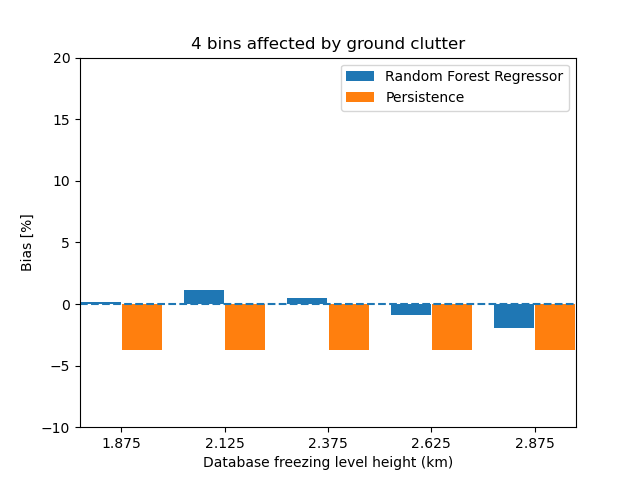 4 bins affected by ground clutter
Random Forest Regressor
Persistence
Bias [%]
20
15
10
5
0
−5
−10
1.875
2.125
2.375
2.625
2.875
Database freezing level height (km)